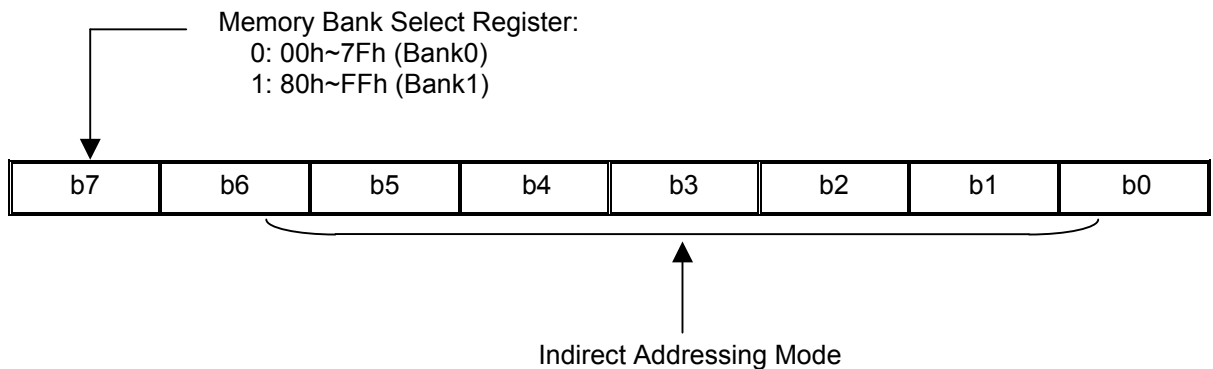 Memory Bank Select Register:
0: 00h~7Fh (Bank0)
1: 80h~FFh (Bank1)
b7 b6 b5 b4 b3 b2 b1 b0
Indirect Addressing Mode